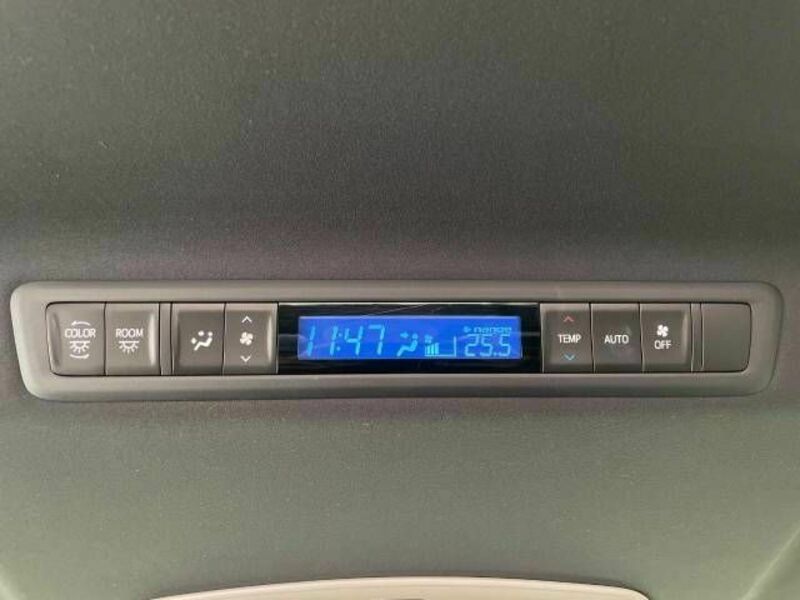 COLOR
ROOM
11:47
nanoe
25.5
TEMP
AUTO
OFF